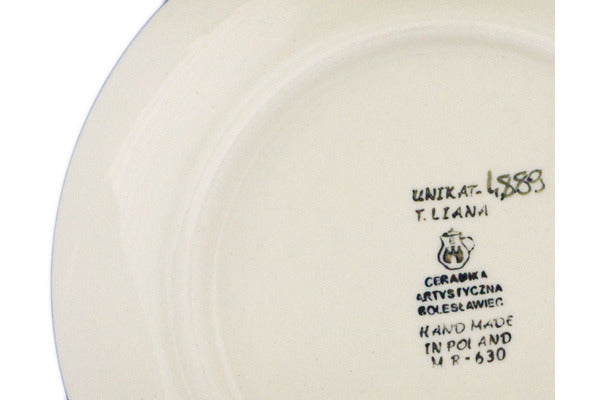 UNIKAT-4889
T. LIANA
CERAMIKA
ARTYSTYCZNA
BOLESŁAWIEC
HAND MADE
IN POLAND
M R-630